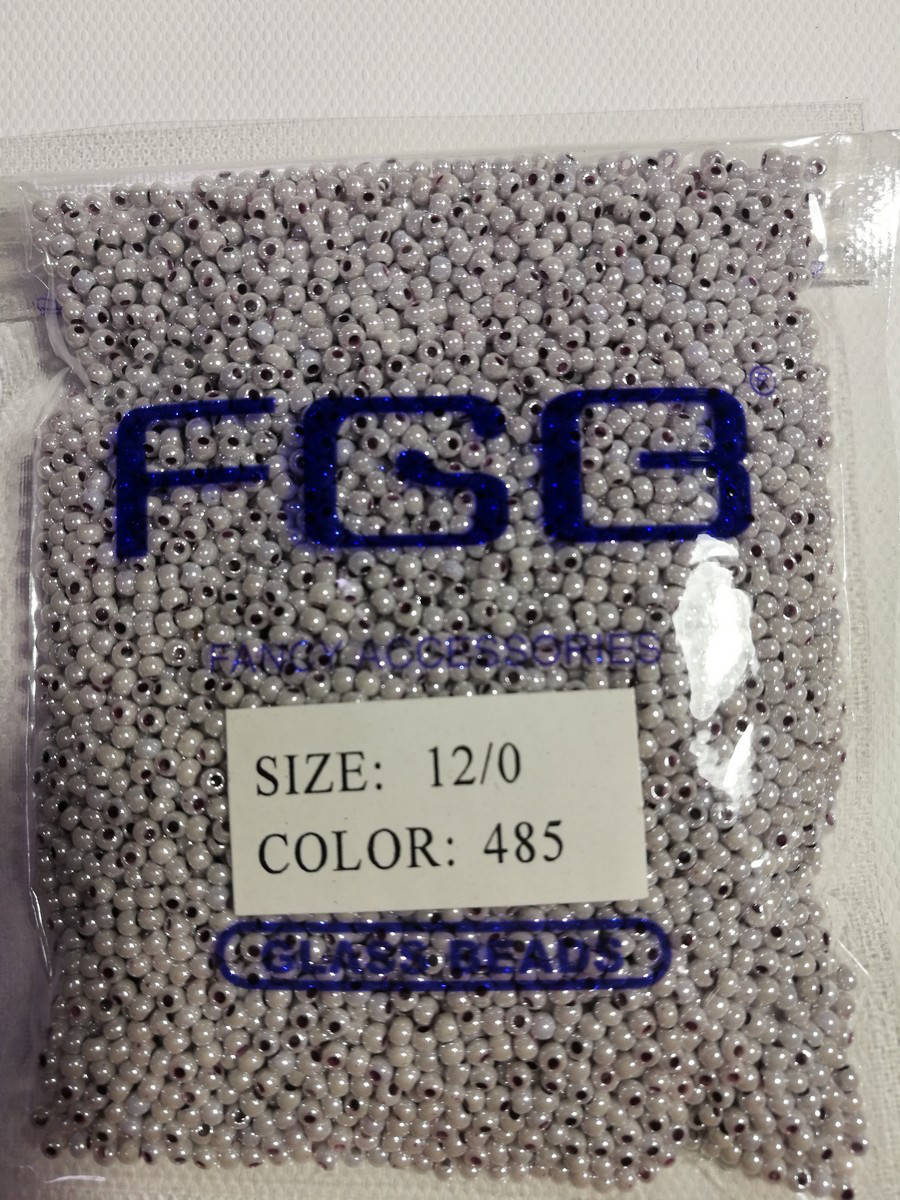 FGB®
FANCY ACCESSORIES
SIZE: 12/0
COLOR: 485
GLASS BEADS